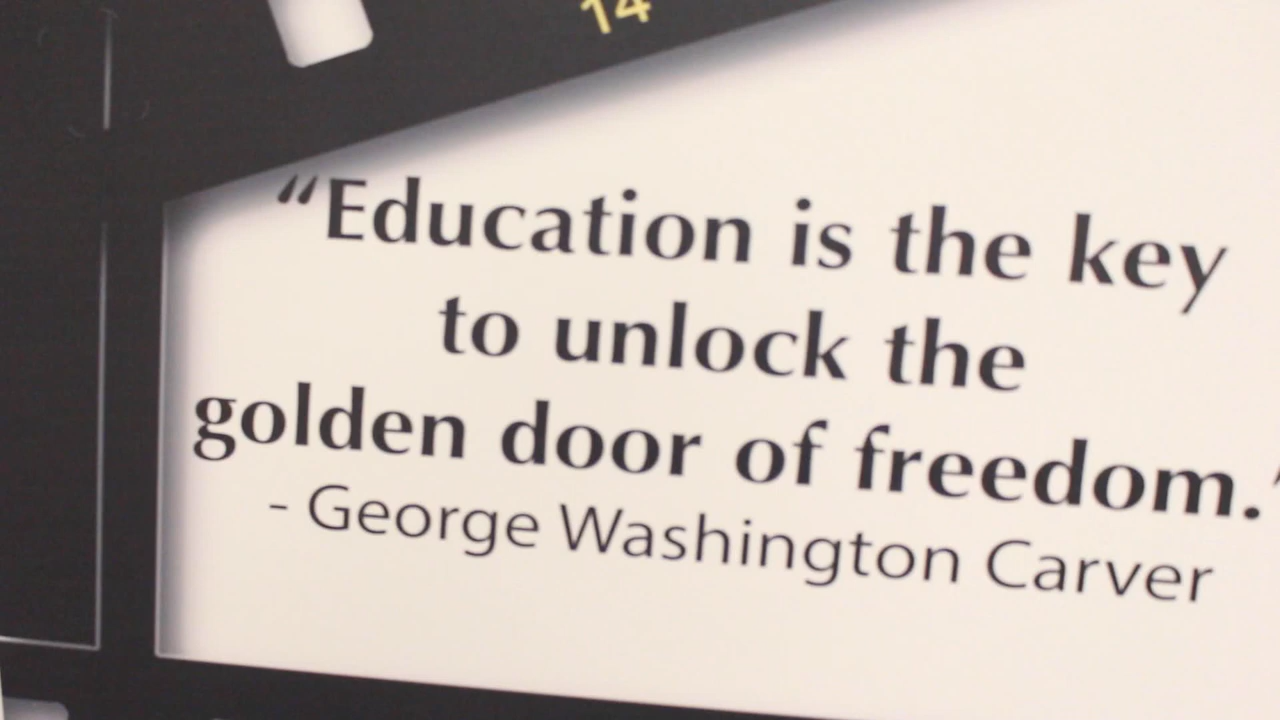 14
“Education is the key
to unlock the
golden door of freedom.”
- George Washington Carver